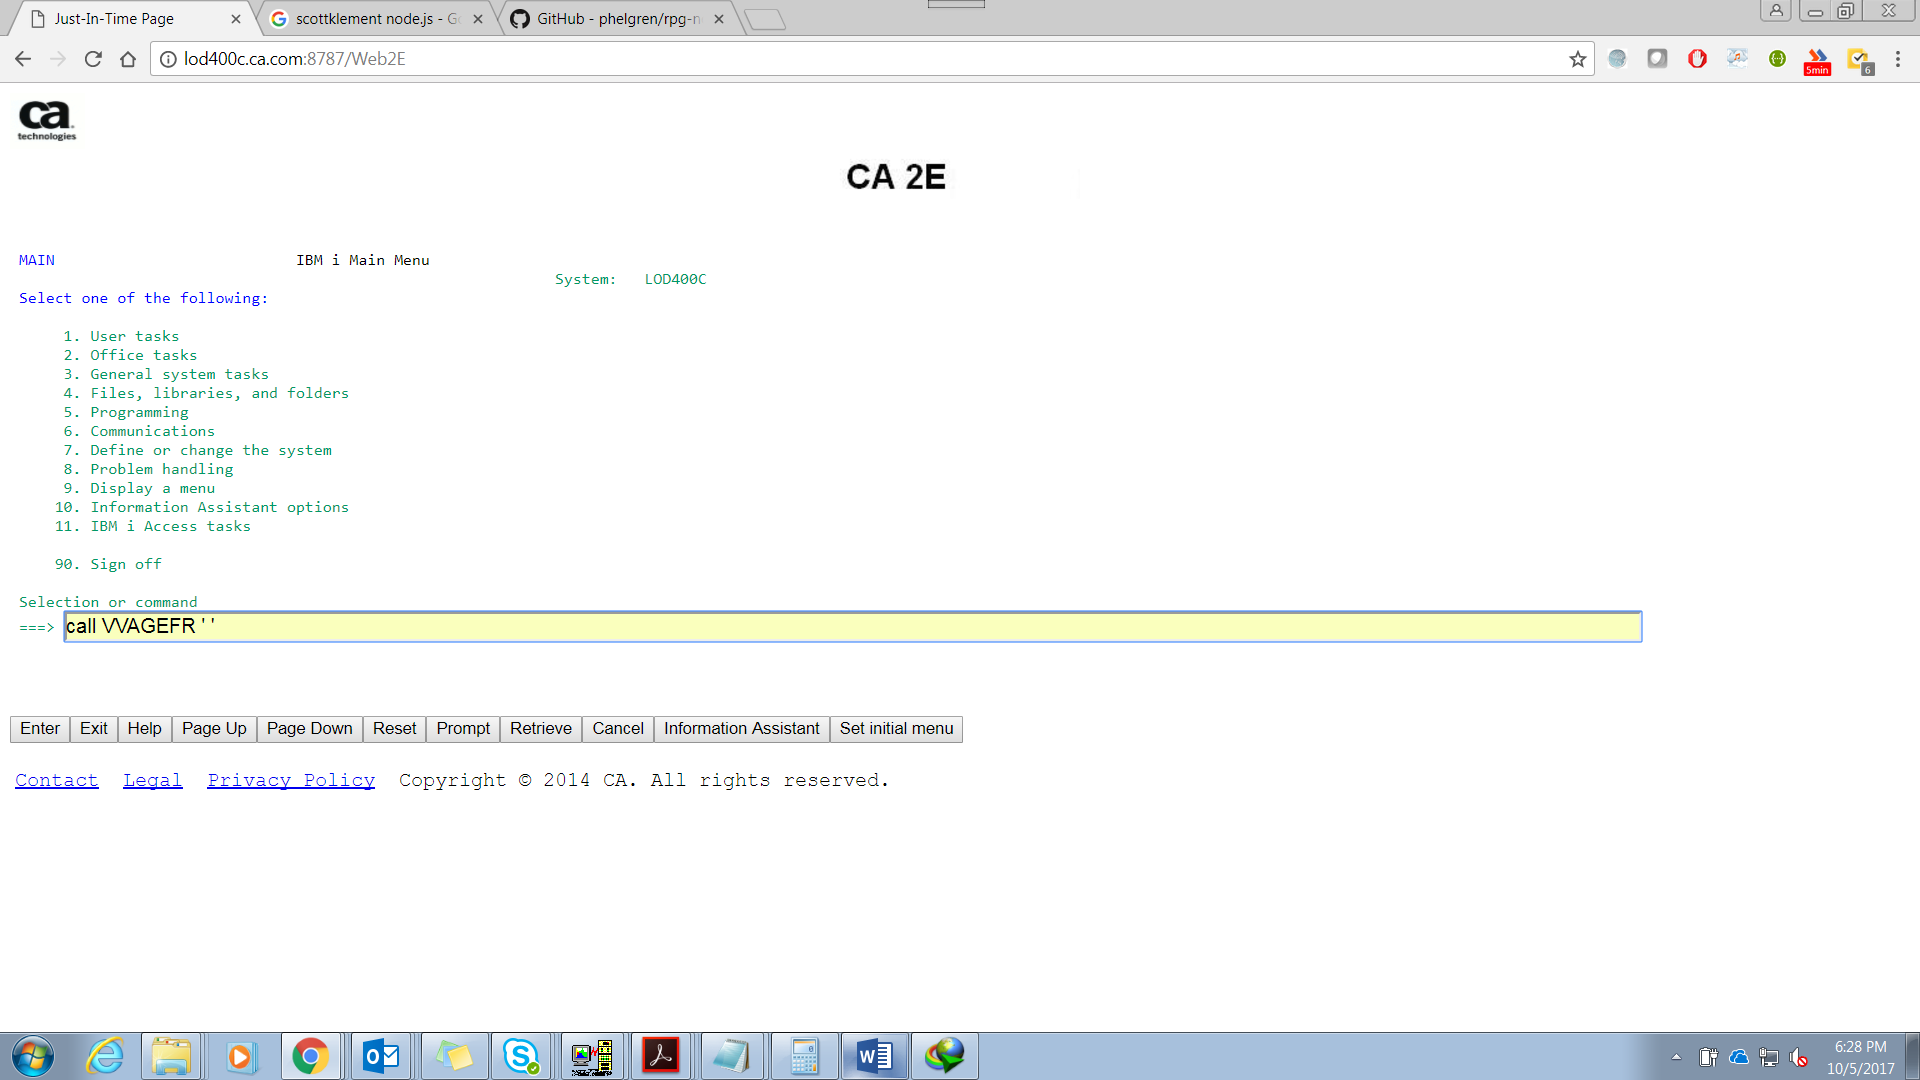 Just-In-Time Page
scottklement node.js - G
GitHub - phelgren/rpg-n
lod400c.ca.com:8787/Web2E
5min
6
ca
technologies
CA 2E
MAIN IBM i Main Menu
System: LOD400C
Select one of the following:
1. User tasks
2. Office tasks
3. General system tasks
4. Files, libraries, and folders
5. Programming
6. Communications
7. Define or change the system
8. Problem handling
9. Display a menu
10. Information Assistant options
11. IBM i Access tasks
90. Sign off
Selection or command
===> call VVAGEFR ' '
Enter Exit Help Page Up Page Down Reset Prompt Retrieve Cancel Information Assistant Set initial menu
Contact Legal Privacy Policy Copyright © 2014 CA. All rights reserved.
6:28 PM
10/5/2017